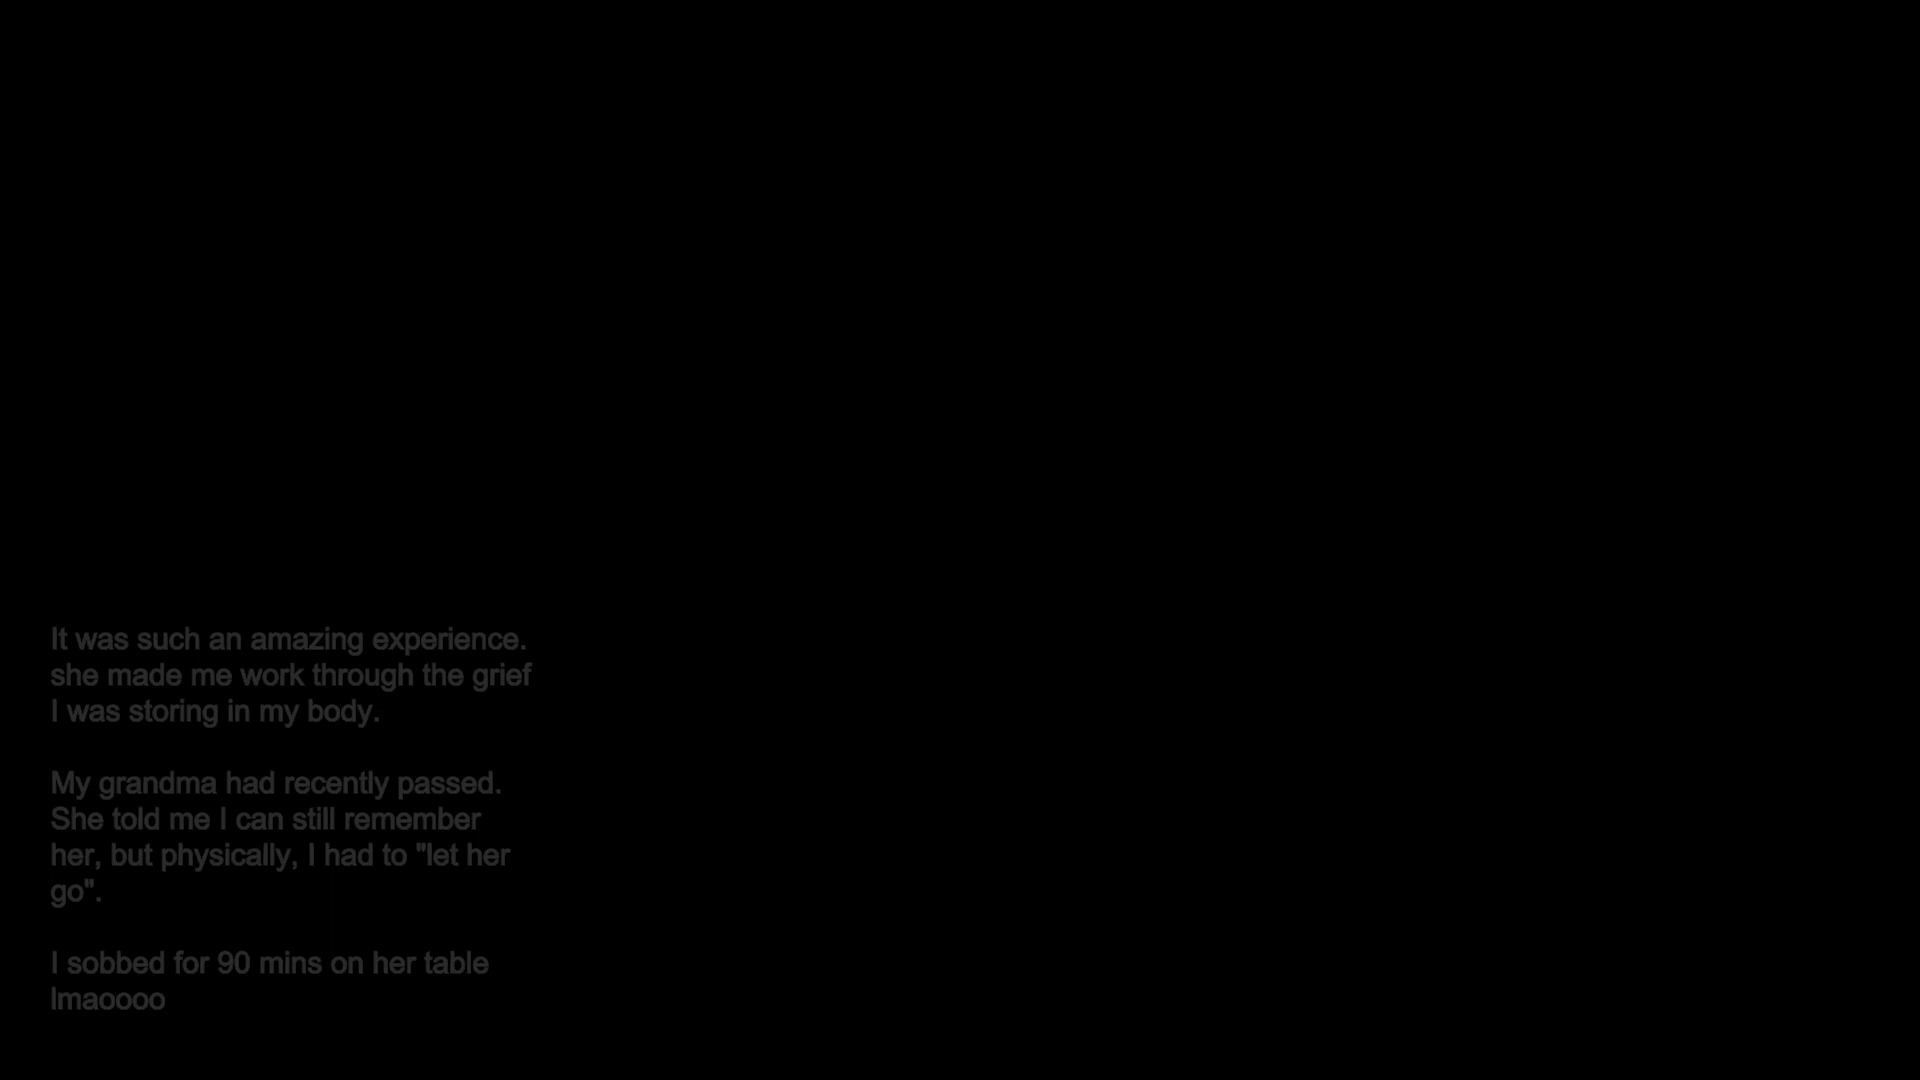 It was such an amazing experience.
she made me work through the grief
I was storing in my body.
My grandma had recently passed.
She told me I can still remember
her, but physically, I had to "let her
go".
I sobbed for 90 mins on her table
lmaoooo